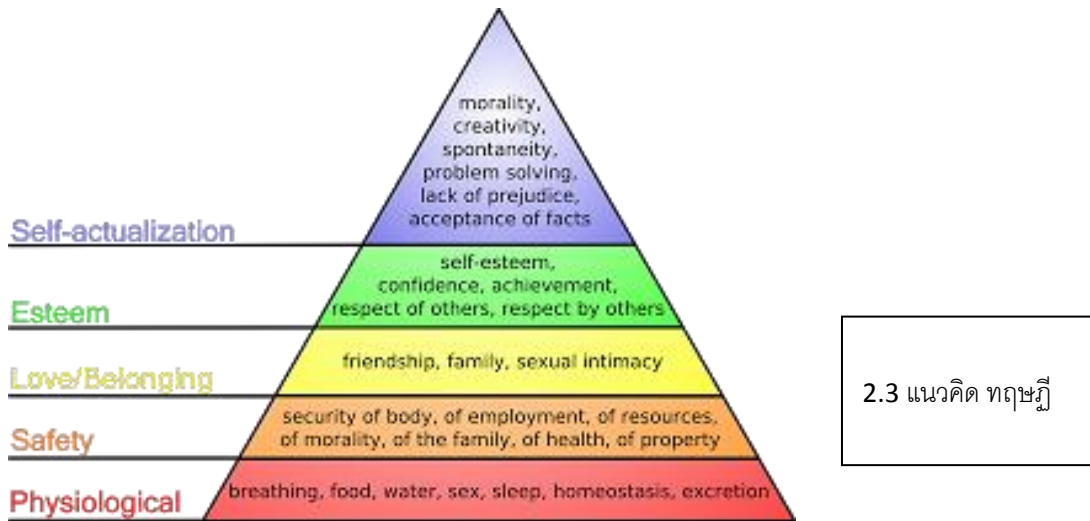 morality,
creativity,
spontaneity,
problem solving,
lack of prejudice,
acceptance of facts
Self-actualization
self-esteem,
confidence, achievement,
respect of others, respect by others
Esteem
friendship, family, sexual intimacy
Love/Belonging
security of body, of employment, of resources,
of morality, of the family, of health, of property
Safety
breathing, food, water, sex, sleep, homeostasis, excretion
Physiological
2.3 แนวคิด ทฤษฏี